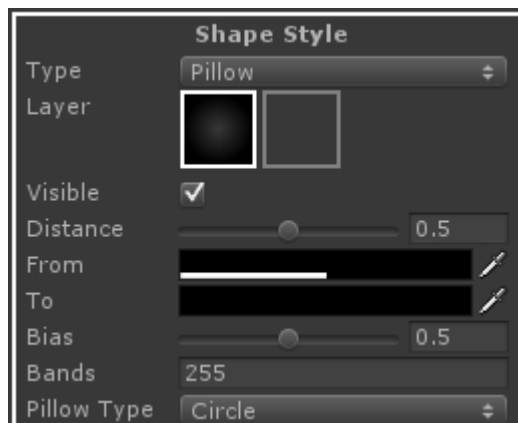 Shape Style
Type Pillow
Layer
Visible
Distance 0.5
From
To
Bias 0.5
Bands 255
Pillow Type Circle